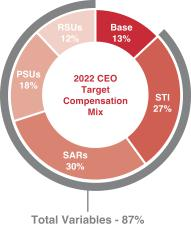 RSUs
12%
Base
13%
PSUs
18%
2022 CEO
Target
Compensation
Mix
STI
27%
SARs
30%
Total Variables - 87%